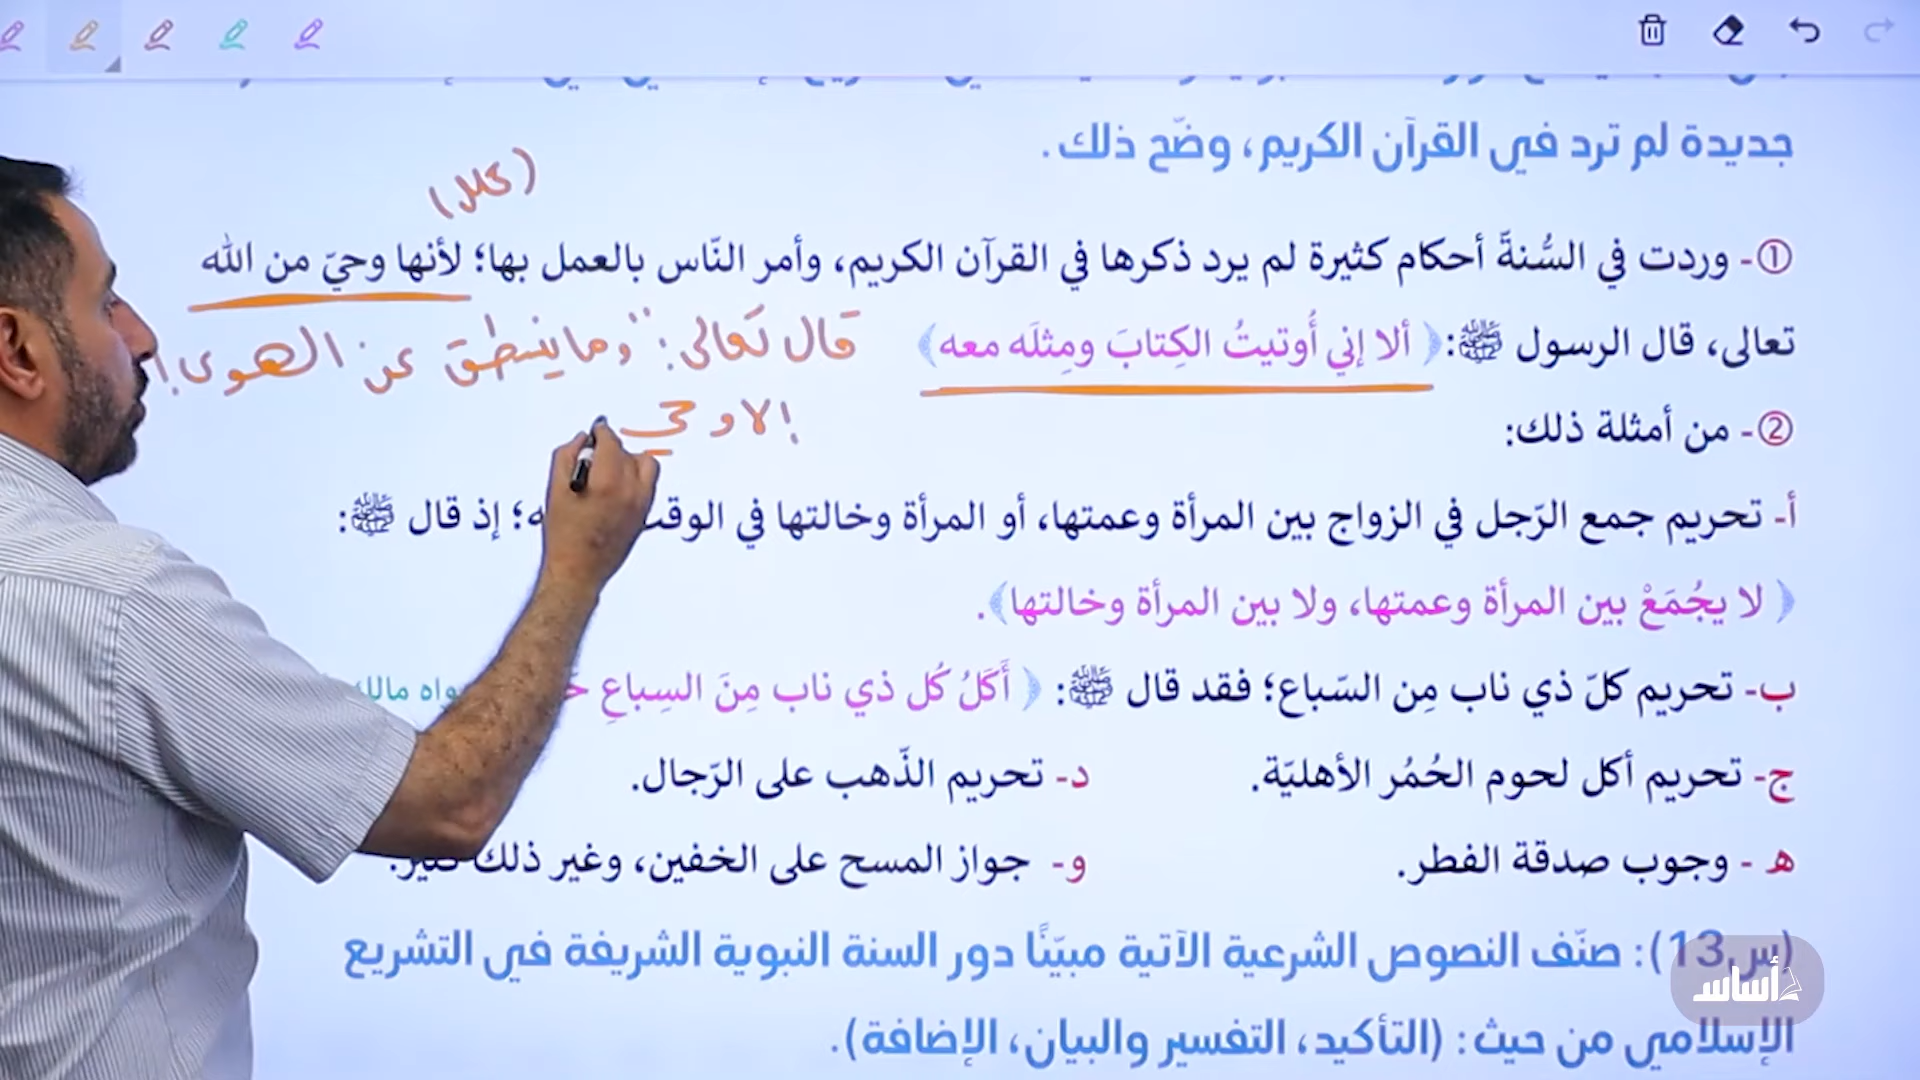 جديدة لم ترد في القرآن الكريم، وضّح ذلك.
(علل)
①- وردت في السُّنةّ أحكام كثيرة لم يرد ذكرها في القرآن الكريم، وأمر النّاس بالعمل بها؛ لأنها وحيّ من الله
تعالى، قال الرسول ﷺ: ﴿ألا إني أُوتيتُ الكِتابَ ومِثلَه معه﴾
قال تعالى: "وما ينطق عن الهوى إ
إلا وحي
②- من أمثلة ذلك:
أ- تحريم جمع الرّجل في الزواج بين المرأة وعمتها، أو المرأة وخالتها في الوقت ؛ إذ قال ﷺ:
﴿لا يجُمَعْ بين المرأة وعمتها، ولا بين المرأة وخالتها﴾.
ب- تحريم كلّ ذي ناب مِن السّباع؛ فقد قال ﷺ: ﴿أَكَلُ كُل ذي ناب مِنَ السِباعِ مالك
ج- تحريم أكل لحوم الحُمُر الأهليّة.
د- تحريم الذّهب على الرّجال.
هـ - وجوب صدقة الفطر.
و- جواز المسح على الخفين، وغير ذلك كثير.
(س13): صنّف النصوص الشرعية الآتية مبيّنًا دور السنة النبوية الشريفة في التشريع
الإسلامي من حيث: (التأكيد، التفسير والبيان، الإضافة).
أساس